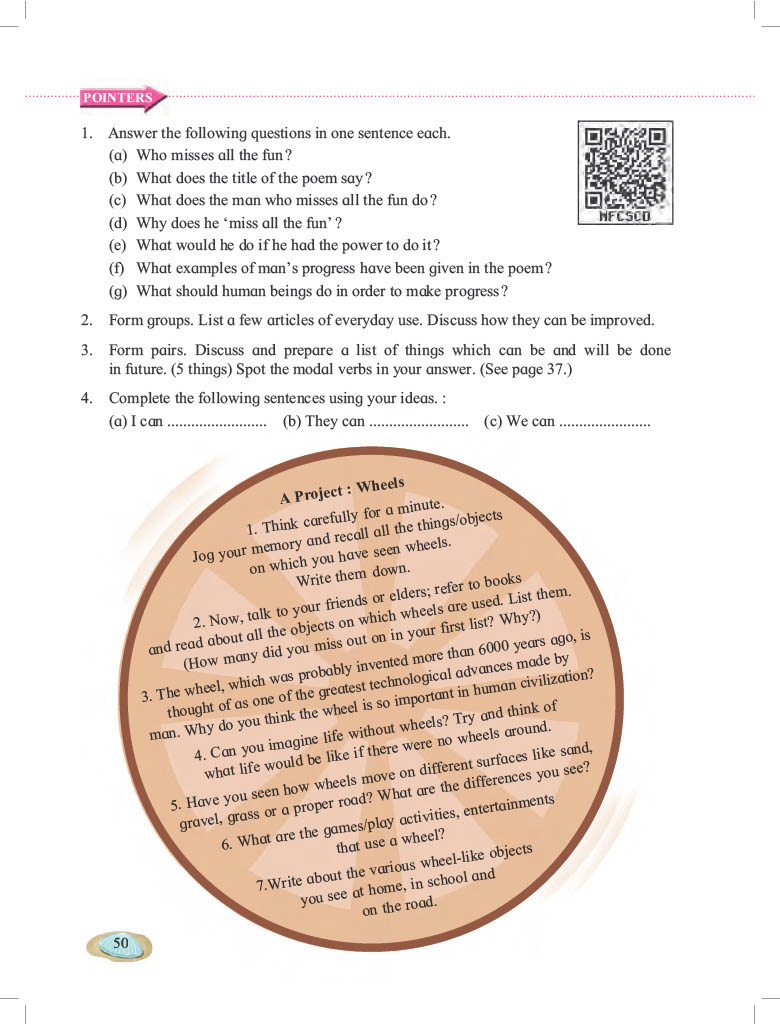 POINTERS
1. Answer the following questions in one sentence each.
(a) Who misses all the fun?
(b) What does the title of the poem say?
(c) What does the man who misses all the fun do?
(d) Why does he ‘miss all the fun’?
(e) What would he do if he had the power to do it?
(f) What examples of man’s progress have been given in the poem?
(g) What should human beings do in order to make progress?
NFCSCD
2. Form groups. List a few articles of everyday use. Discuss how they can be improved.
3. Form pairs. Discuss and prepare a list of things which can be and will be done
in future. (5 things) Spot the modal verbs in your answer. (See page 37.)
4. Complete the following sentences using your ideas. :
(a) I can ......................... (b) They can ......................... (c) We can .......................
A Project : Wheels
1. Think carefully for a minute.
Jog your memory and recall all the things/objects
on which you have seen wheels.
Write them down.
2. Now, talk to your friends or elders; refer to books
and read about all the objects on which wheels are used. List them.
(How many did you miss out on in your first list? Why?)
3. The wheel, which was probably invented more than 6000 years ago, is
thought of as one of the greatest technological advances made by
man. Why do you think the wheel is so important in human civilization?
4. Can you imagine life without wheels? Try and think of
what life would be like if there were no wheels around.
5. Have you seen how wheels move on different surfaces like sand,
gravel, grass or a proper road? What are the differences you see?
6. What are the games/play activities, entertainments
that use a wheel?
7.Write about the various wheel-like objects
you see at home, in school and
on the road.
50